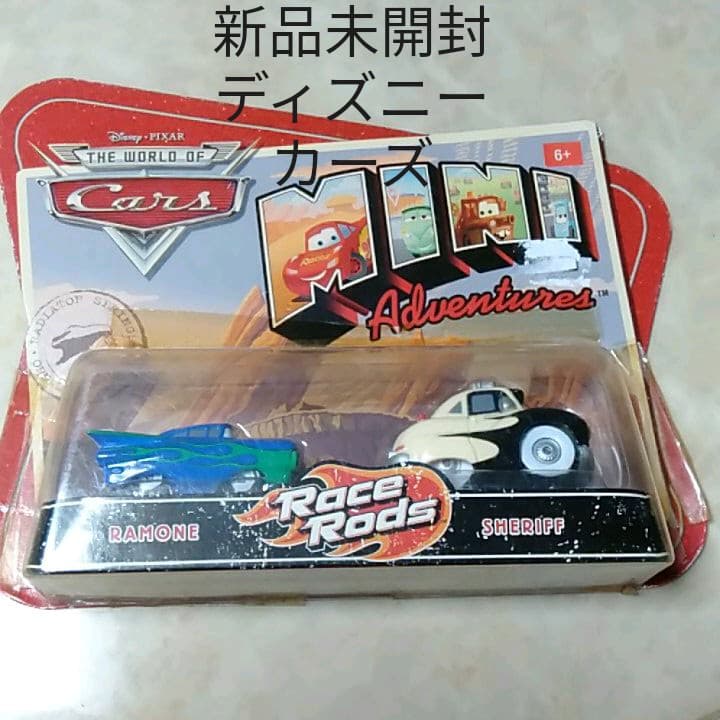 新品未開封
ディズニー
カーズ
Disney · PIXAR
THE WORLD OF
Cars
6+
MINI
Adventures™
RADIATOR SPRINGS
Race
Rods
RAMONE
SHERIFF